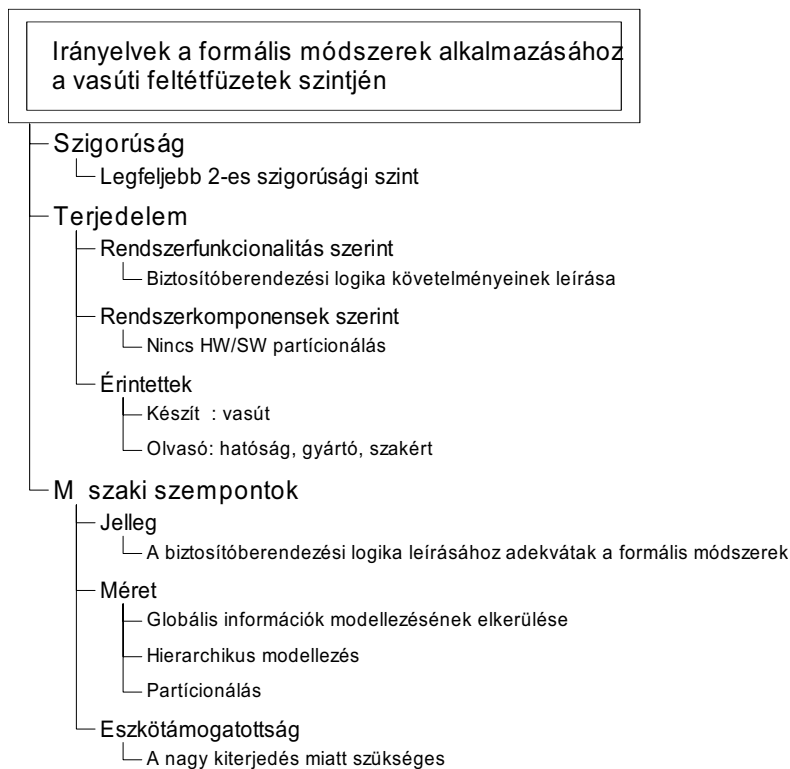 Irányelvek a formális módszerek alkalmazásához
a vasúti feltétfüzetek szintjén
Szigorúság
Legfeljebb 2-es szigorúsági szint
Terjedelem
Rendszerfunkcionalitás szerint
Biztosítóberendezési logika követelményeinek leírása
Rendszerkomponensek szerint
Nincs HW/SW partícionálás
Érintettek
Készít : vasút
Olvasó: hatóság, gyártó, szakért
M szaki szempontok
Jelleg
A biztosítóberendezési logika leírásához adekvátak a formális módszerek
Méret
Globális információk modellezésének elkerülése
Hierarchikus modellezés
Partícionálás
Eszkötámogatottság
A nagy kiterjedés miatt szükséges